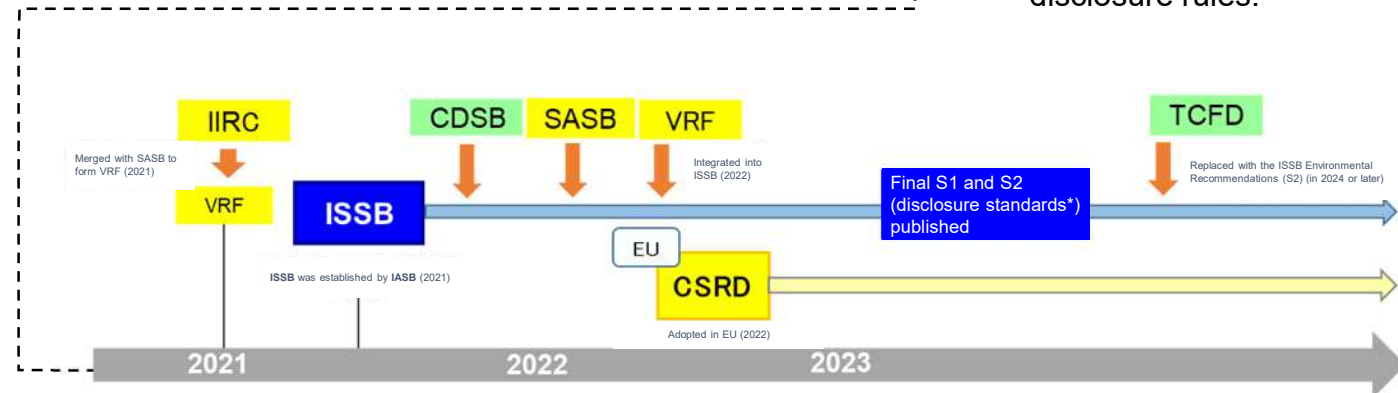 disclosure rules.
IIRC
CDSB
SASB
VRF
TCFD
Merged with SASB to
form VRF (2021)
Integrated into
ISSB (2022)
Replaced with the ISSB Environmental
Recommendations (S2) (in 2024 or later)
VRF
ISSB
Final S1 and S2
(disclosure standards*)
published
EU
ISSB was established by IASB (2021)
CSRD
Adopted in EU (2022)
2021
2022
2023